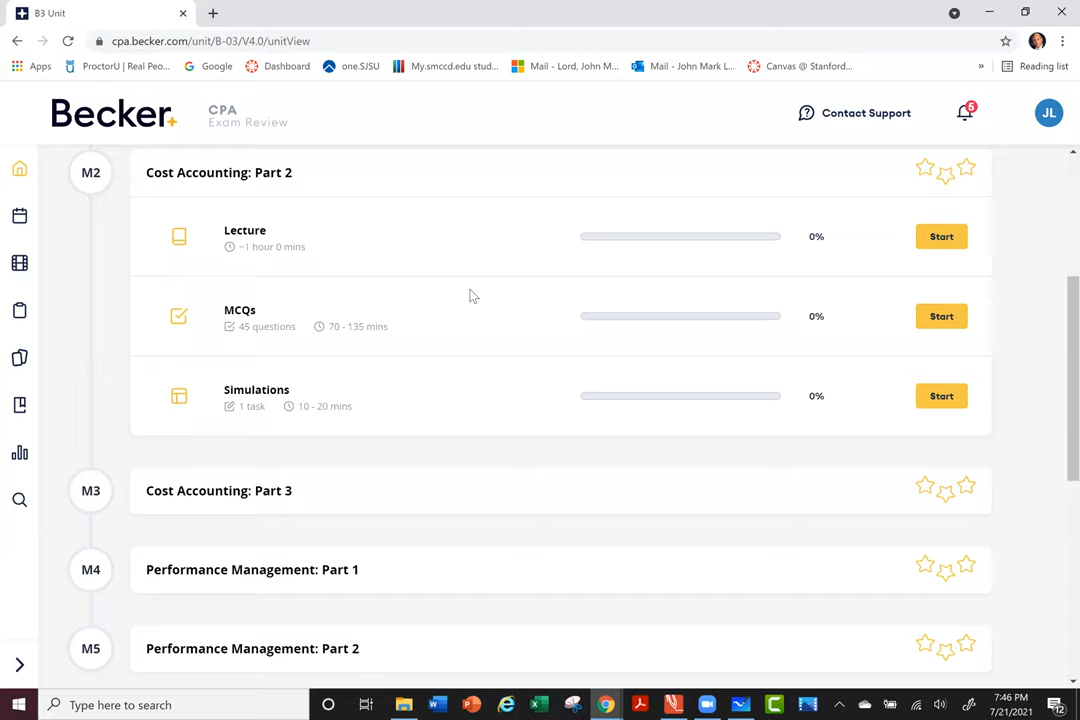 B3 Unit
cpa.becker.com/unit/B-03/V4.0/unitView
Apps
ProctorU | Real Peo...
Google
Dashboard
one.SJSU
My.smccd.edu stud...
Mail - Lord, John M...
Mail - John Mark L...
Canvas @ Stanford...
»
Reading list
Becker+
CPA
Exam Review
Contact Support
5
JL
M2
Cost Accounting: Part 2
Lecture
~1 hour 0 mins
0%
Start
MCQs
45 questions
70 - 135 mins
0%
Start
Simulations
1 task
10 - 20 mins
0%
Start
M3
Cost Accounting: Part 3
M4
Performance Management: Part 1
M5
Performance Management: Part 2
Type here to search
7:46 PM
7/21/2021
12